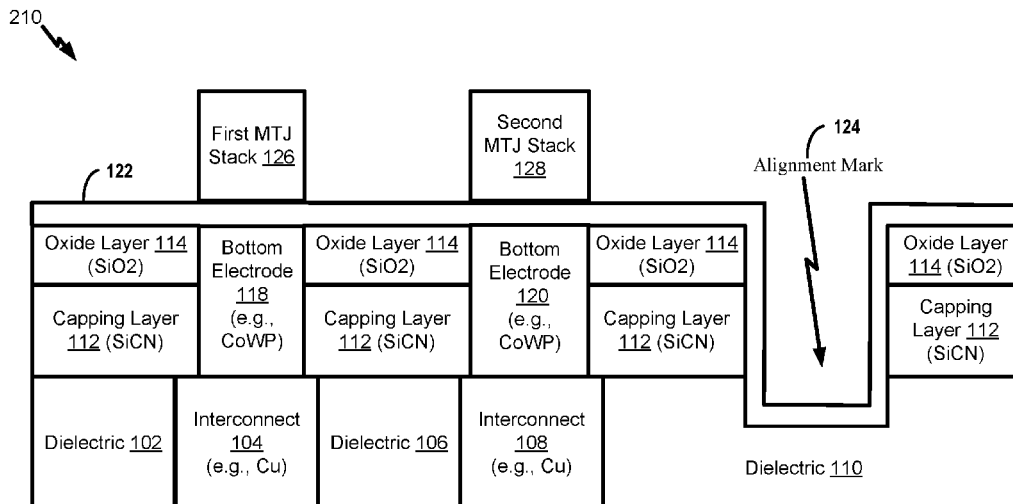 210
First MTJ
Stack 126
Second
MTJ Stack
128
124
Alignment Mark
122
Oxide Layer 114
(SiO2)
Bottom
Electrode
118
(e.g.,
CoWP)
Oxide Layer 114
(SiO2)
Bottom
Electrode
120
(e.g.,
CoWP)
Oxide Layer 114
(SiO2)
Oxide Layer
114 (SiO2)
Capping Layer
112 (SiCN)
Capping Layer
112 (SiCN)
Capping Layer
112 (SiCN)
Capping
Layer 112
(SiCN)
Dielectric 102
Interconnect
104
(e.g., Cu)
Dielectric 106
Interconnect
108
(e.g., Cu)
Dielectric 110